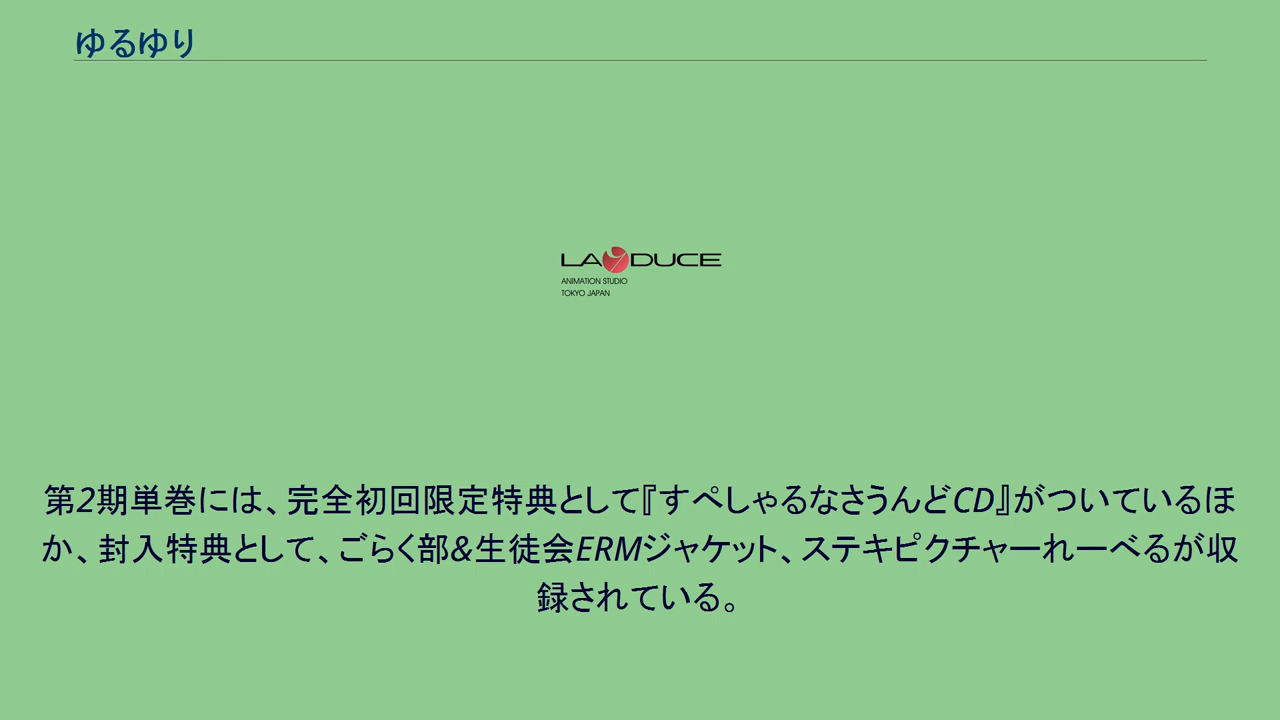 ゆるゆり
LAYDUCE
ANIMATION STUDIO
TOKYO JAPAN
第2期単巻には、完全初回限定特典として『すぺしゃるなさうんどCD』がついているほ
か、封入特典として、ごらく部&生徒会ERMジャケット、ステキピクチャーれーべるが収
録されている。